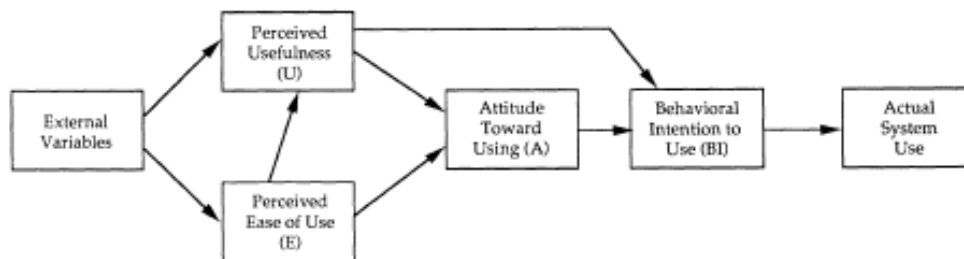 External
Variables
Perceived
Usefulness
(U)
Perceived
Ease of Use
(E)
Attitude
Toward
Using (A)
Behavioral
Intention to
Use (BI)
Actual
System
Use